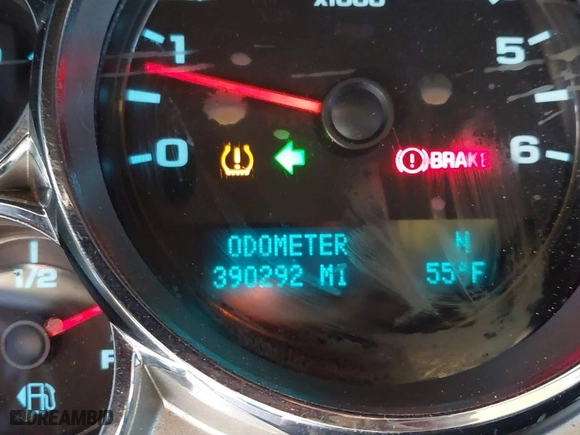 x1000
1 5
0 BRAKE 6
ODOMETER N
390292 MI 55°F
1/2
F
DREAMBID